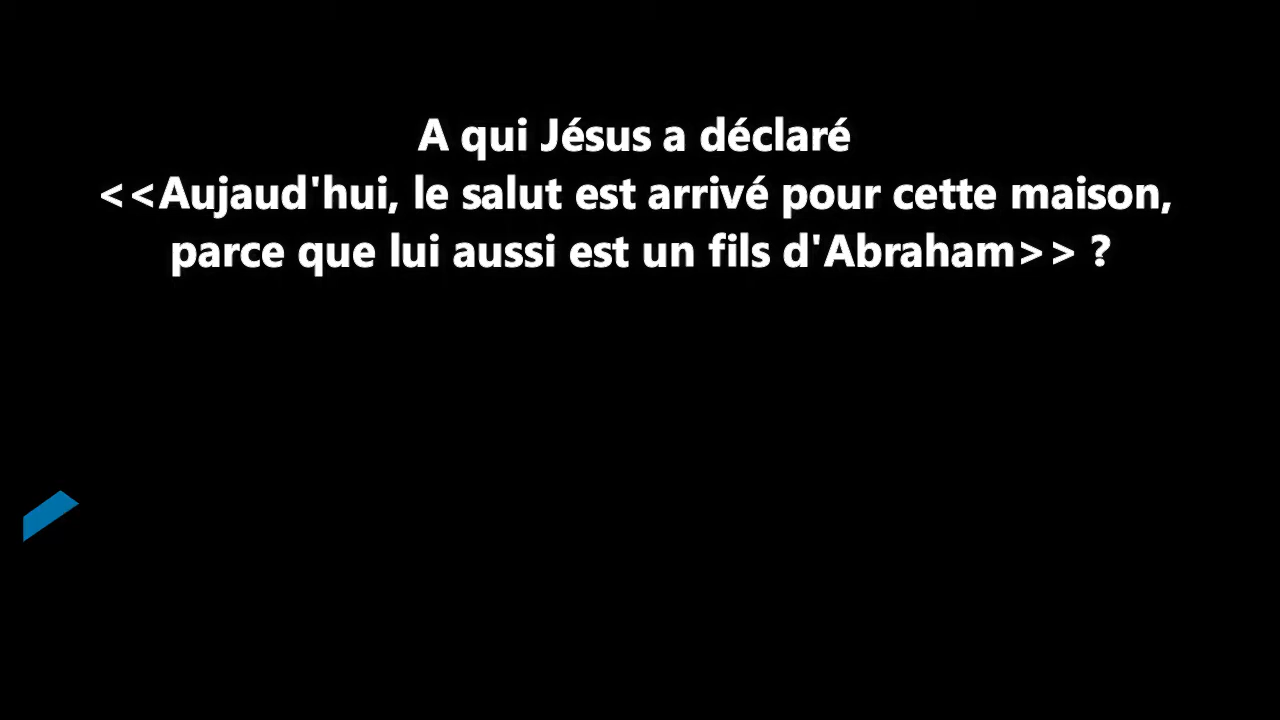 A qui Jésus a déclaré
<<Aujaud'hui, le salut est arrivé pour cette maison,
parce que lui aussi est un fils d'Abraham>> ?